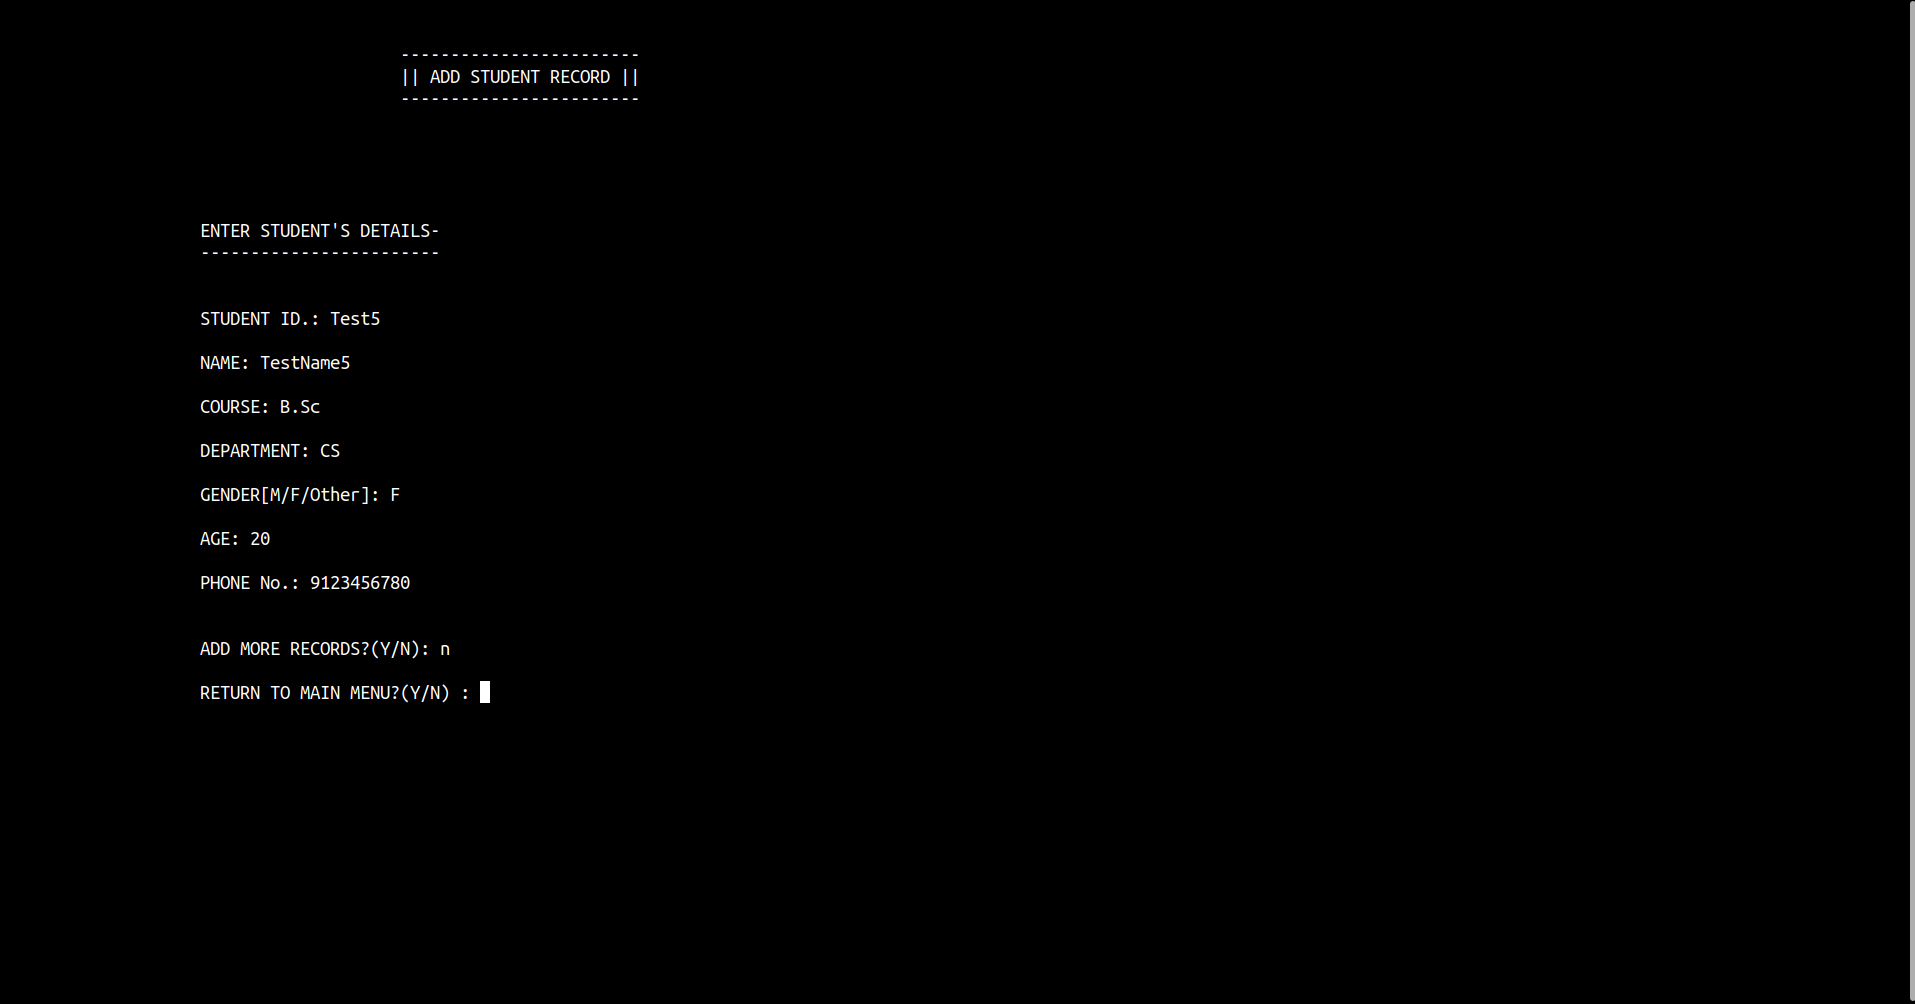 ------------------------
|| ADD STUDENT RECORD ||
------------------------
ENTER STUDENT'S DETAILS-
------------------------
STUDENT ID.: Test5
NAME: TestName5
COURSE: B.Sc
DEPARTMENT: CS
GENDER[M/F/Other]: F
AGE: 20
PHONE No.: 9123456780
ADD MORE RECORDS?(Y/N): n
RETURN TO MAIN MENU?(Y/N) :